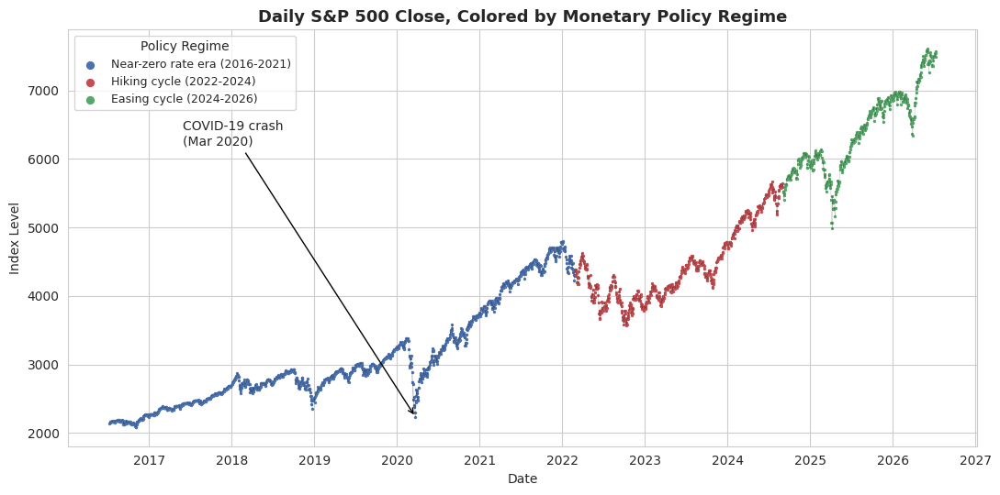 Daily S&P 500 Close, Colored by Monetary Policy Regime
Policy Regime
Near-zero rate era (2016-2021)
Hiking cycle (2022-2024)
Easing cycle (2024-2026)
COVID-19 crash
(Mar 2020)
Index Level
7000
6000
5000
4000
3000
2000
2017 2018 2019 2020 2021 2022 2023 2024 2025 2026 2027
Date